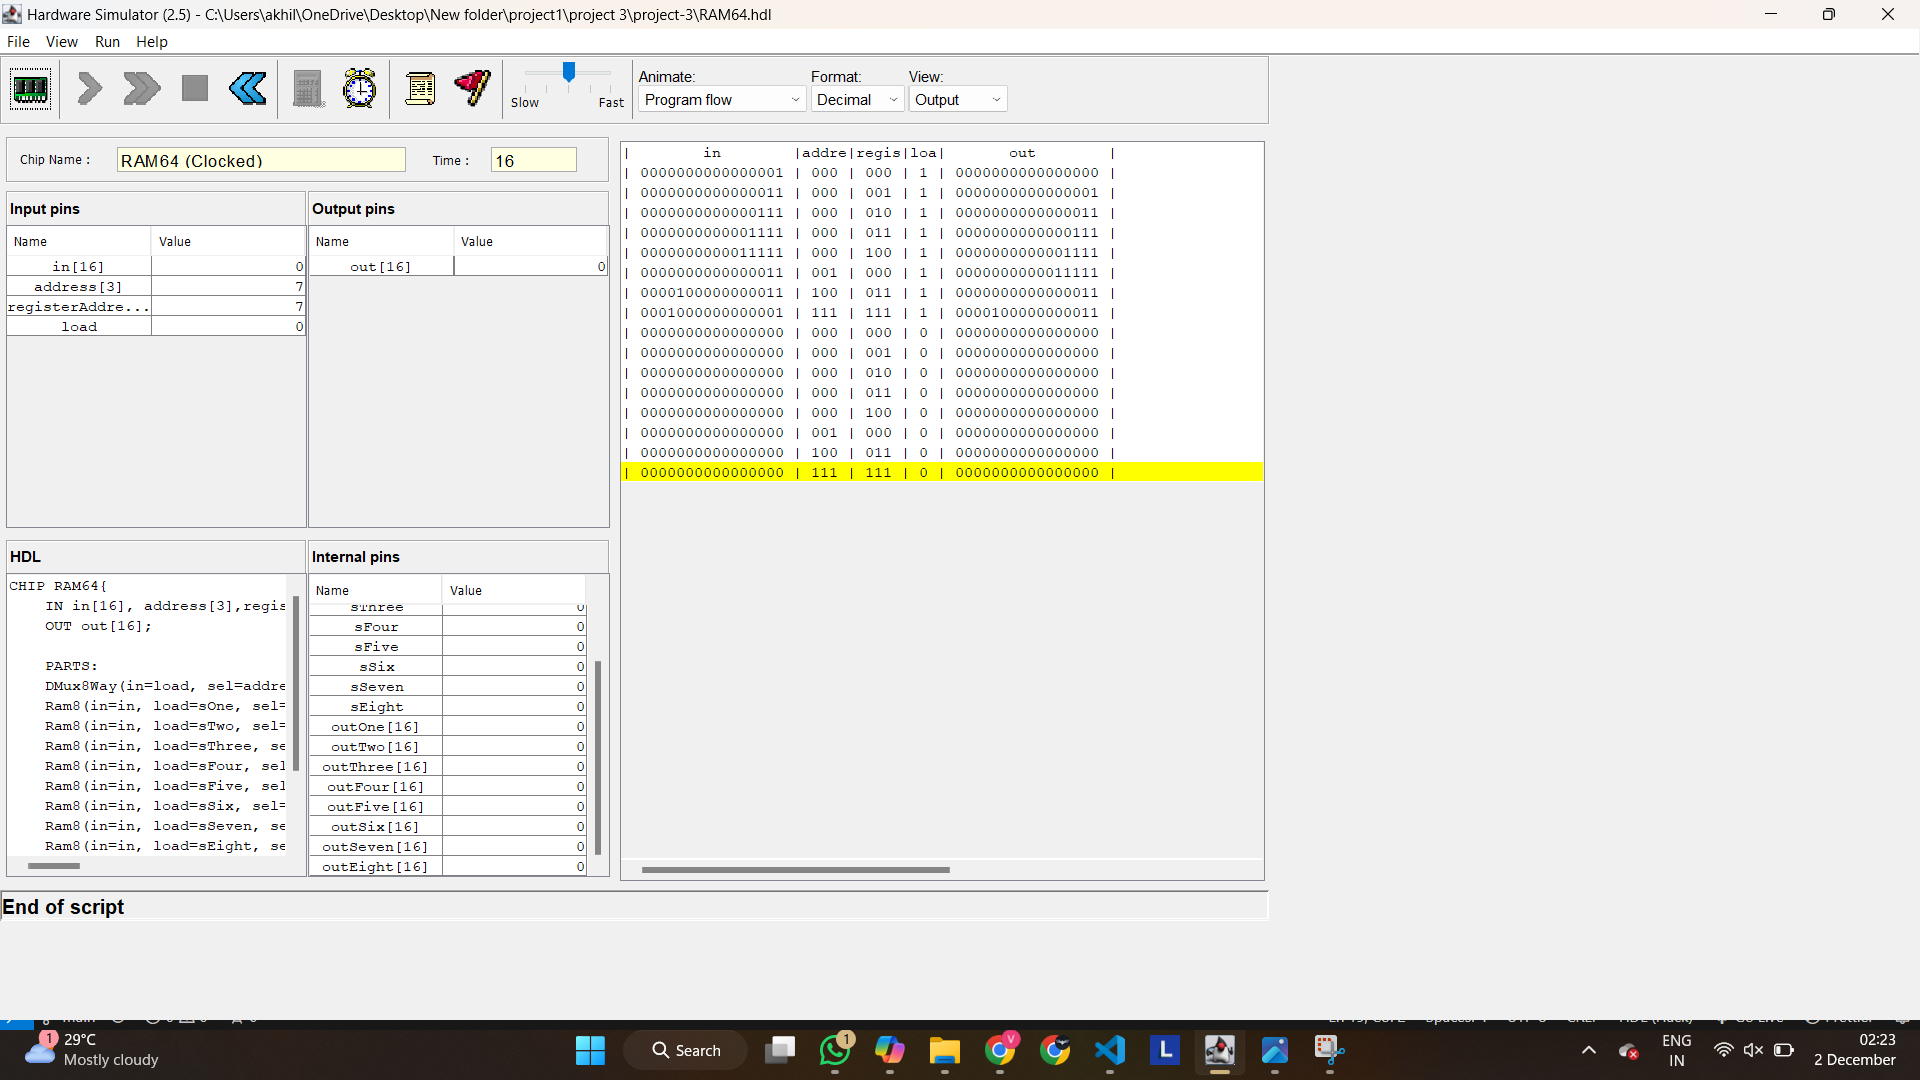 Hardware Simulator (2.5) - C:\Users\akhil\OneDrive\Desktop\New folder\project1\project 3\project-3\RAM64.hdl
File View Run Help
Slow Fast
Animate: Format: View:
Program flow Decimal Output
Chip Name : RAM64 (Clocked) Time : 16
Input pins
Name Value
in[16] 0
address[3] 7
registerAddre... 7
load 0
Output pins
Name Value
out[16] 0
| in |addre|regis|loa| out |
| 0000000000000001 | 000 | 000 | 1 | 0000000000000000 |
| 0000000000000011 | 000 | 001 | 1 | 0000000000000001 |
| 0000000000000111 | 000 | 010 | 1 | 0000000000000011 |
| 0000000000001111 | 000 | 011 | 1 | 0000000000000111 |
| 0000000000011111 | 000 | 100 | 1 | 0000000000001111 |
| 0000000000000011 | 001 | 000 | 1 | 0000000000011111 |
| 0000100000000011 | 100 | 011 | 1 | 0000000000000011 |
| 0001000000000001 | 111 | 111 | 1 | 0000100000000011 |
| 0000000000000000 | 000 | 000 | 0 | 0000000000000000 |
| 0000000000000000 | 000 | 001 | 0 | 0000000000000000 |
| 0000000000000000 | 000 | 010 | 0 | 0000000000000000 |
| 0000000000000000 | 000 | 011 | 0 | 0000000000000000 |
| 0000000000000000 | 000 | 100 | 0 | 0000000000000000 |
| 0000000000000000 | 001 | 000 | 0 | 0000000000000000 |
| 0000000000000000 | 100 | 011 | 0 | 0000000000000000 |
| 0000000000000000 | 111 | 111 | 0 | 0000000000000000 |
HDL
CHIP RAM64{
IN in[16], address[3],regis
OUT out[16];
PARTS:
DMux8Way(in=load, sel=addre
Ram8(in=in, load=sOne, sel=
Ram8(in=in, load=sTwo, sel=
Ram8(in=in, load=sThree, se
Ram8(in=in, load=sFour, sel
Ram8(in=in, load=sFive, sel
Ram8(in=in, load=sSix, sel=
Ram8(in=in, load=sSeven, se
Ram8(in=in, load=sEight, se
Internal pins
Name Value
sThree 0
sFour 0
sFive 0
sSix 0
sSeven 0
sEight 0
outOne[16] 0
outTwo[16] 0
outThree[16] 0
outFour[16] 0
outFive[16] 0
outSix[16] 0
outSeven[16] 0
outEight[16] 0
End of script
1
29°C
Mostly cloudy
Search
1
V
L
ENG
IN
02:23
2 December